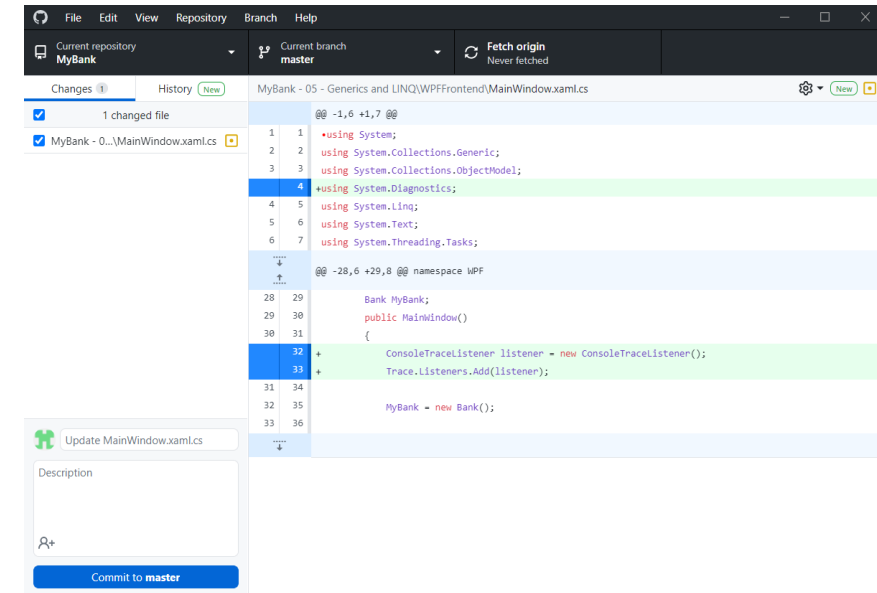 File Edit View Repository Branch Help
Current repository
MyBank
Current branch
master
Fetch origin
Never fetched
Changes 1 History New
MyBank - 05 - Generics and LINQ\WPFFrontend\MainWindow.xaml.cs New
1 changed file
MyBank - 0...\MainWindow.xaml.cs
@@ -1,6 +1,7 @@
1 1 •using System;
2 2 using System.Collections.Generic;
3 3 using System.Collections.ObjectModel;
4 +using System.Diagnostics;
4 5 using System.Linq;
5 6 using System.Text;
6 7 using System.Threading.Tasks;
@@ -28,6 +29,8 @@ namespace WPF
28 29 Bank MyBank;
29 30 public MainWindow()
30 31 {
32 + ConsoleTraceListener listener = new ConsoleTraceListener();
33 + Trace.Listeners.Add(listener);
31 34
32 35 MyBank = new Bank();
33 36
Update MainWindow.xaml.cs
Description
Commit to master